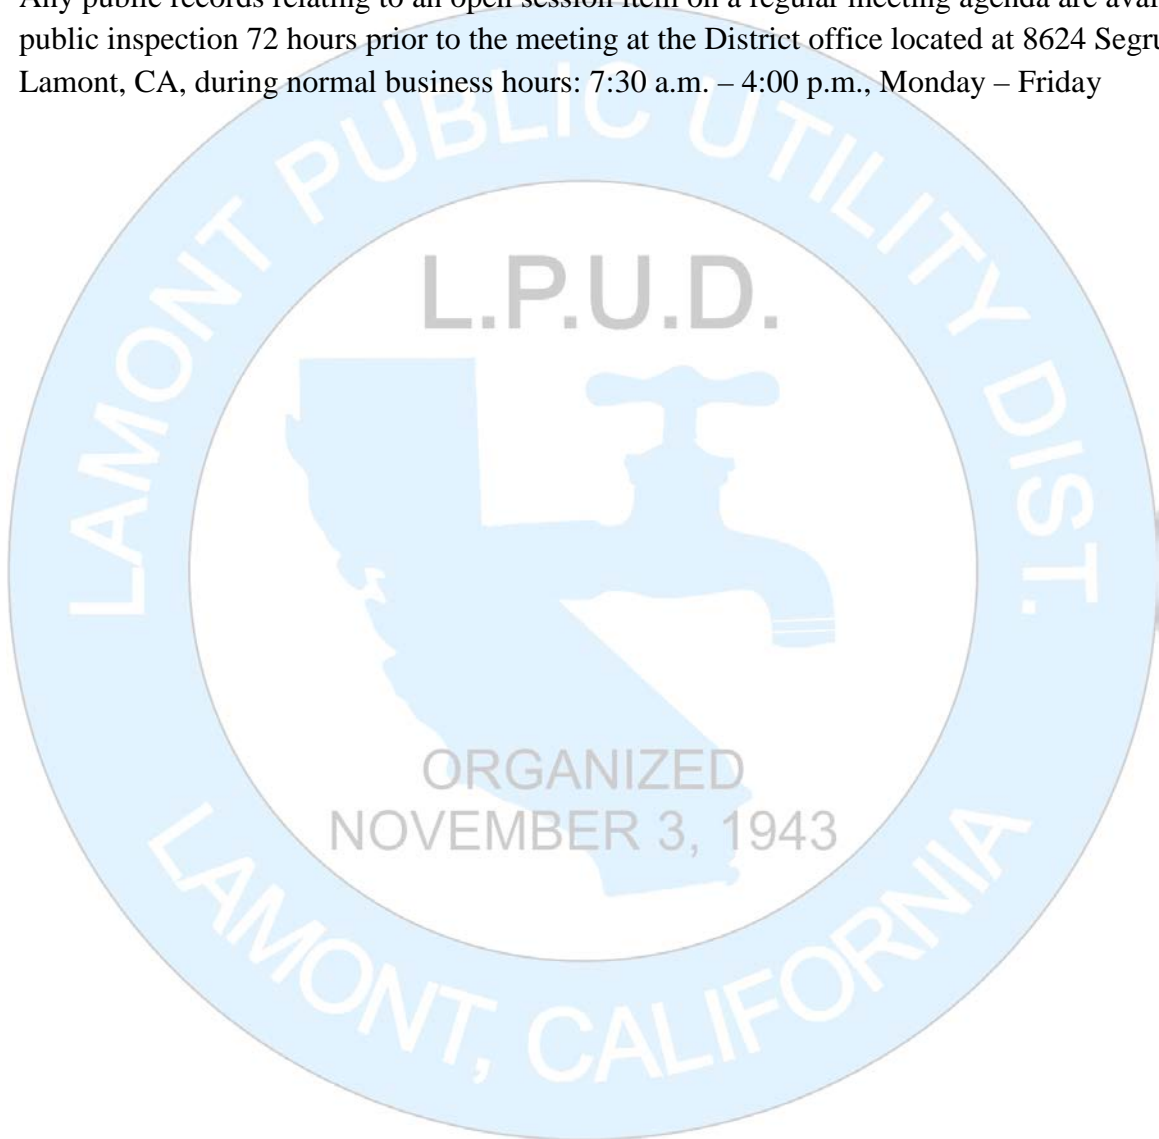 Any public records relating to an open session item on a regular meeting agenda are
public inspection 72 hours prior to the meeting at the District office located at 8624
Lamont, CA, during normal business hours: 7:30 a.m. – 4:00 p.m., Monday – Friday
LAMONT PUBLIC UTILITY DIST.
L.P.U.D.
ORGANIZED
NOVEMBER 3, 1943
LAMONT, CALIFORNIA